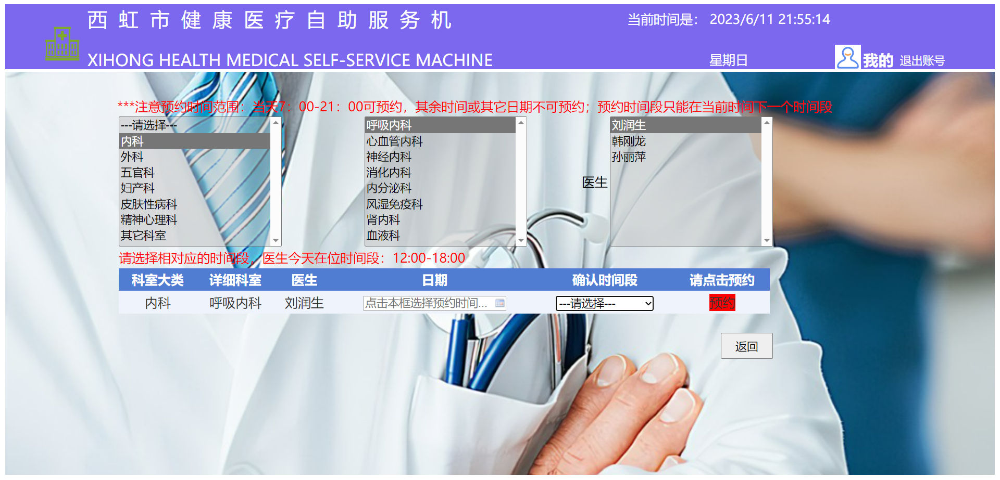 西虹市健康医疗自助服务机
当前时间是： 2023/6/11 21:55:14
XIHONG HEALTH MEDICAL SELF-SERVICE MACHINE
星期日
我的 退出账号
***注意预约时间范围：当天7：00-21：00可预约，其余时间或其它日期不可预约；预约时间段只能在当前时间下一个时间段
---请选择---
内科
外科
五官科
妇产科
皮肤性病科
精神心理科
其它科室
呼吸内科
心血管内科
神经内科
消化内科
内分泌科
风湿免疫科
肾内科
血液科
医生
刘润生
韩刚龙
孙丽萍
请选择相对应的时间段，医生今天在位时间段：12:00-18:00
科室大类 详细科室 医生 日期 确认时间段 请点击预约
内科 呼吸内科 刘润生 点击本框选择预约时间... ---请选择--- 预约
返回